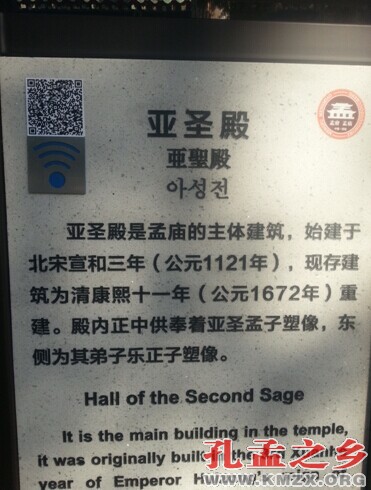 孟
亚圣殿
亞聖殿
아성전
亚圣殿是孟庙的主体建筑，始建于
北宋宣和三年（公元1121年），现存建
筑为清康熙十一年（公元1672年）重
建。殿内正中供奉着亚圣孟子塑像，东
侧为其弟子乐正子塑像。
Hall of the Second Sage
It is the main building in the temple,
it was originally built in the
year of Emperor
孔孟之乡
WWW.KMZX.ORG